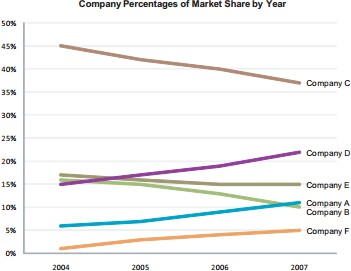 Company Percentages of Market Share by Year
50%
45%
40%
35%
30%
25%
20%
15%
10%
5%
0%
Company C
Company D
Company E
Company A
Company B
Company F
2004 2005 2006 2007